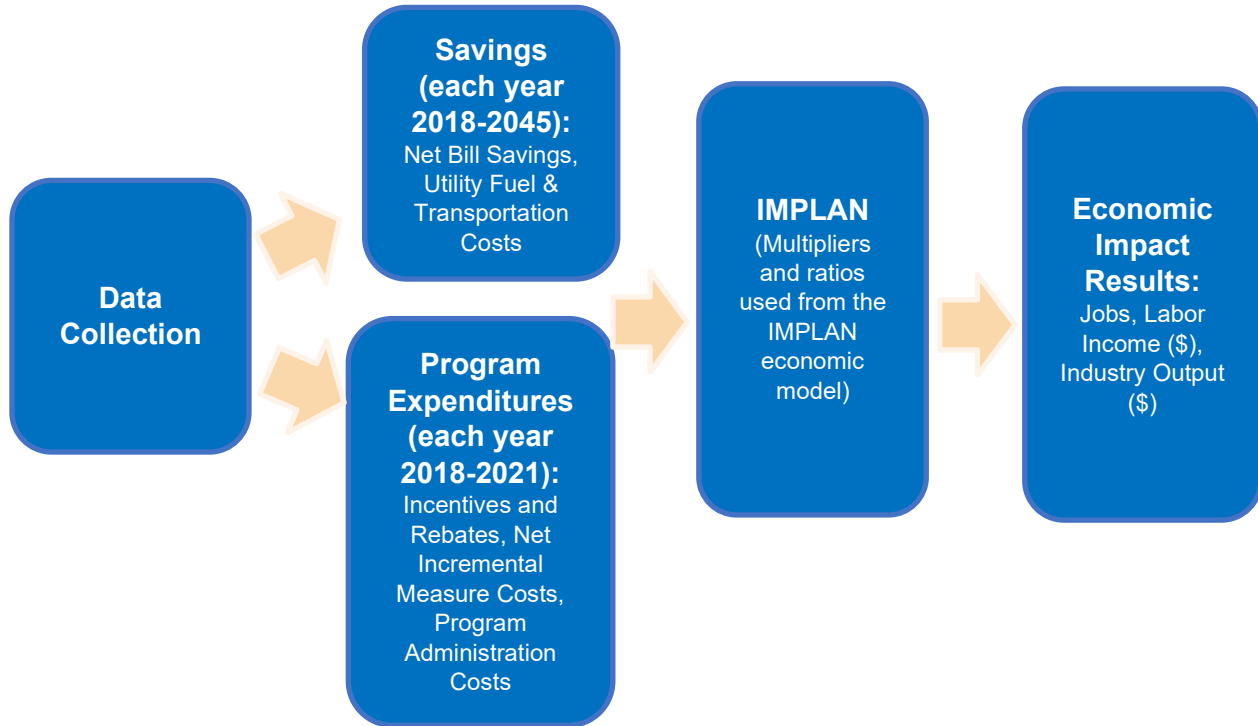 Data
Collection
Savings
(each year
2018-2045):
Net Bill Savings,
Utility Fuel &
Transportation
Costs
Program
Expenditures
(each year
2018-2021):
Incentives and
Rebates, Net
Incremental
Measure Costs,
Program
Administration
Costs
IMPLAN
(Multipliers
and ratios
used from the
IMPLAN
economic
model)
Economic
Impact
Results:
Jobs, Labor
Income ($),
Industry Output
($)